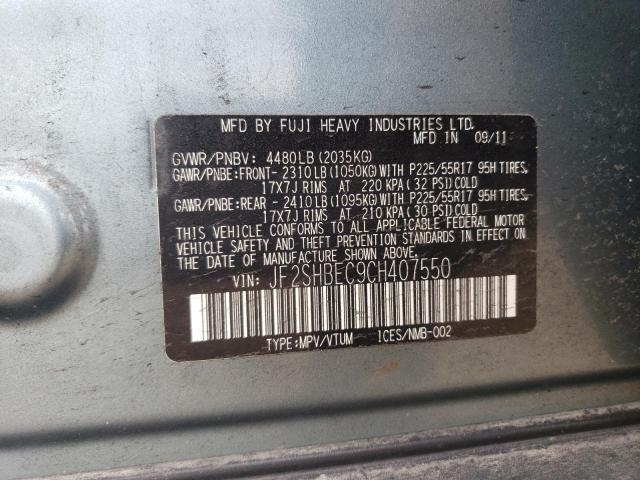 MFD BY FUJI HEAVY INDUSTRIES LTD.
MFD IN 09/11
GVWR/PNBV: 4480LB(2035KG)
GAWR/PNBE:FRONT- 2310LB(1050KG)WITH P225/55R17 95H TIRES,
17X7J RIMS AT 220 KPA(32 PSI)COLD
GAWR/PNBE:REAR - 2410LB(1095KG)WITH P225/55R17 95H TIRES,
17X7J RIMS AT 210 KPA(30 PSI)COLD
THIS VEHICLE CONFORMS TO ALL APPLICABLE FEDERAL MOTOR
VEHICLE SAFETY AND THEFT PREVENTION STANDARDS IN EFFECT
ON THE DATE OF MANUFACTURE SHOWN ABOVE.
VIN: JF2SHBEC9CH407550
TYPE:MPV/VTUM ICES/NMB-002